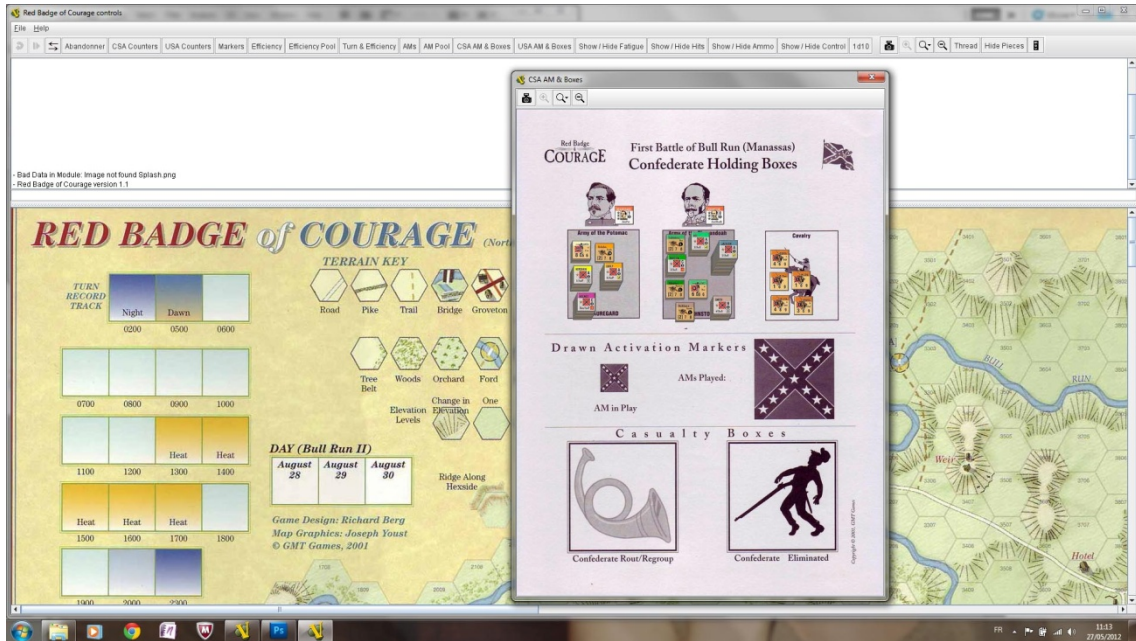 Red Badge of Courage controls
File Help
Abandonner CSA Counters USA Counters Markers Efficiency Efficiency Pool Turn & Efficiency AMs AM Pool CSA AM & Boxes USA AM & Boxes Show / Hide Fatigue Show / Hide Hits Show / Hide Ammo Show / Hide Control 1d10 Thread Hide Pieces
- Bad Data in Module: Image not found Splash.png
- Red Badge of Courage version 1.1
RED BADGE of COURAGE
TURN
RECORD
TRACK
Night Dawn
0200 0500 0600
0700 0800 0900 1000
Heat Heat
1100 1200 1300 1400
Heat Heat Heat
1500 1600 1700 1800
1900 2000 2300
TERRAIN KEY
Road Pike Trail Bridge Groveton
Tree
Belt
Woods Orchard Ford
Elevation
Levels
Change in
Elevation
One
Ridge Along
Hexside
DAY (Bull Run II)
August
28
August
29
August
30
Game Design: Richard Berg
Map Graphics: Joseph Youst
© GMT Games, 2001
CSA AM & Boxes
Red Badge
COURAGE
First Battle of Bull Run (Manassas)
Confederate Holding Boxes
Army of the Potomac
Cavalry
Drawn Activation Markers
AMs Played:
AM in Play
Casualty Boxes
Confederate Rout/Regroup
Confederate Eliminated
Copyright © 2001, GMT Games
BULL
RUN
Weir
Hotel
FR
11:13
27/05/2012